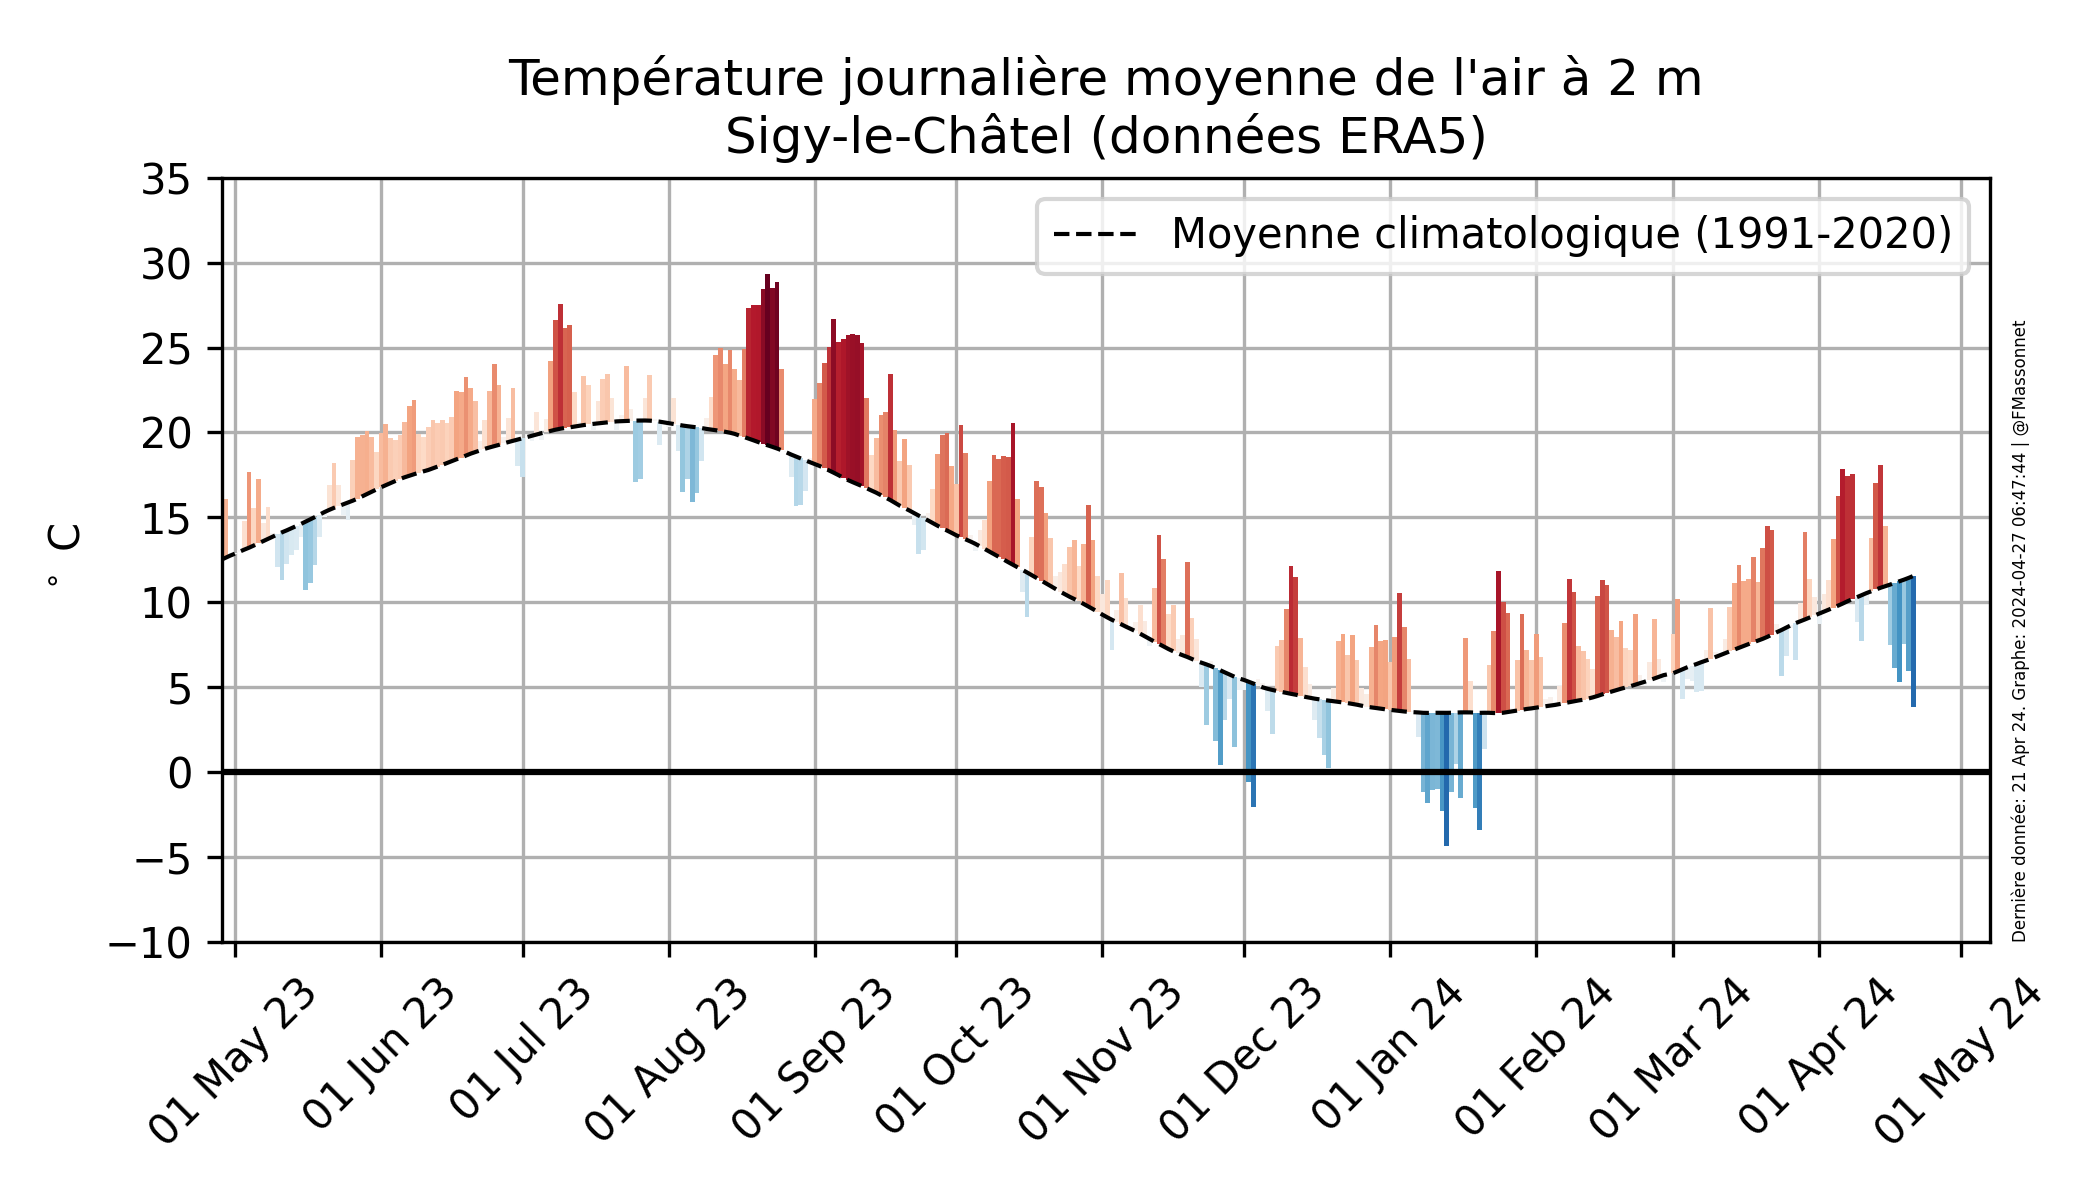 Température journalière moyenne de l'air à 2 m
Sigy-le-Châtel (données ERA5)
Moyenne climatologique (1991-2020)
35
30
25
20
15
10
5
0
−5
−10
° C
01 May 23
01 Jun 23
01 Jul 23
01 Aug 23
01 Sep 23
01 Oct 23
01 Nov 23
01 Dec 23
01 Jan 24
01 Feb 24
01 Mar 24
01 Apr 24
01 May 24
Dernière donnée: 21 Apr 24. Graphe: 2024-04-27 06:47:44 | @FMassonnet